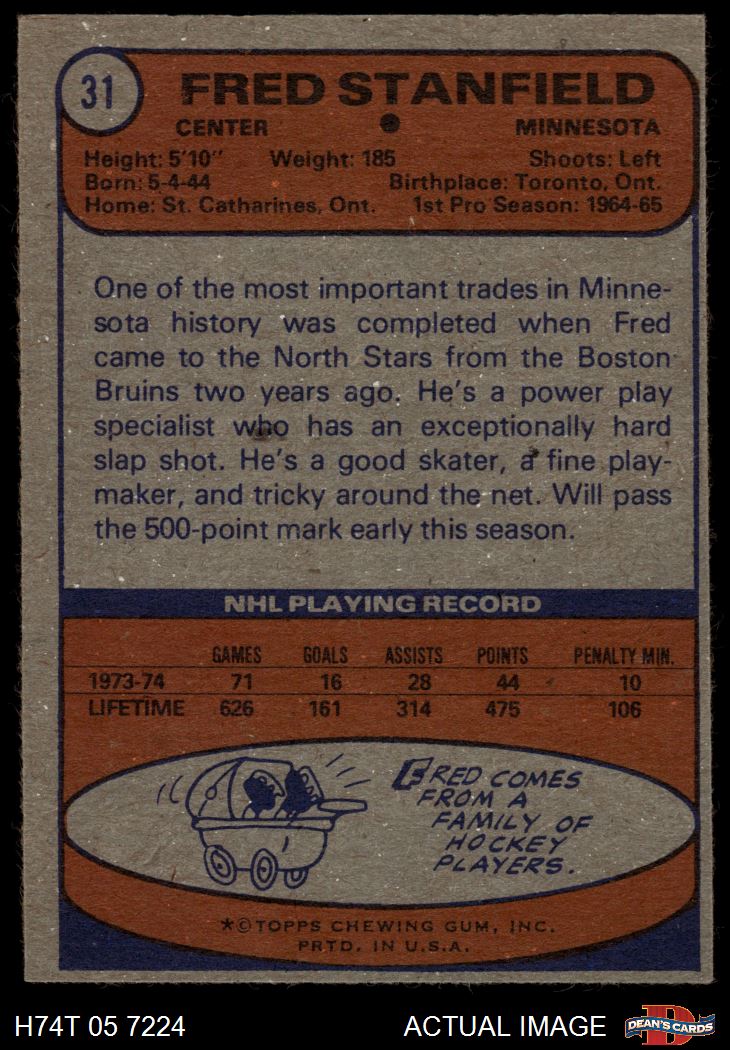 31
FRED STANFIELD
CENTER MINNESOTA
Height: 5'10" Weight: 185 Shoots: Left
Born: 5-4-44 Birthplace: Toronto, Ont.
Home: St. Catharines, Ont. 1st Pro Season: 1964-65
One of the most important trades in Minne-
sota history was completed when Fred
came to the North Stars from the Boston
Bruins two years ago. He's a power play
specialist who has an exceptionally hard
slap shot. He's a good skater, a fine play-
maker, and tricky around the net. Will pass
the 500-point mark early this season.
NHL PLAYING RECORD
GAMES GOALS ASSISTS POINTS PENALTY MIN.
1973-74 71 16 28 44 10
LIFETIME 626 161 314 475 106
FRED COMES
FROM A
FAMILY OF
HOCKEY
PLAYERS.
*©TOPPS CHEWING GUM, INC.
PRTD. IN U.S.A.
H74T 05 7224 ACTUAL IMAGE D DEAN'S CARDS